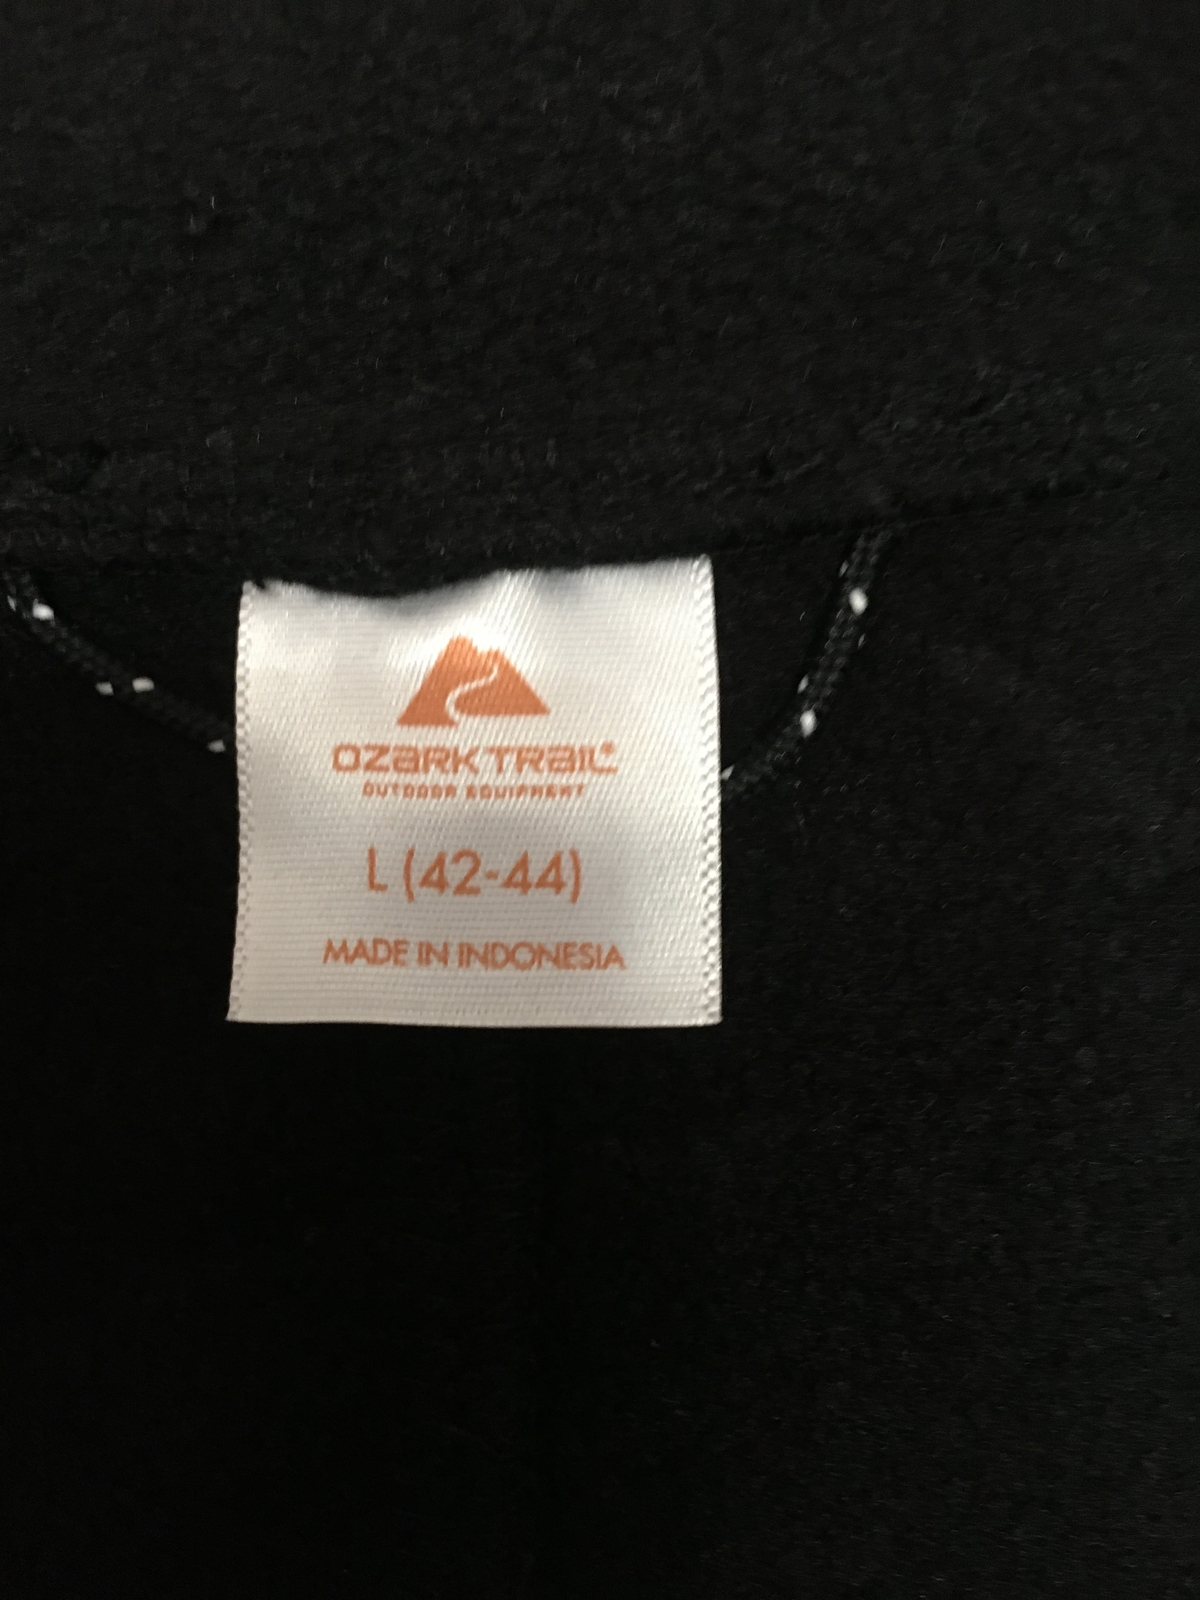 OZARK TRAIL®
OUTDOOR EQUIPMENT
L (42-44)
MADE IN INDONESIA